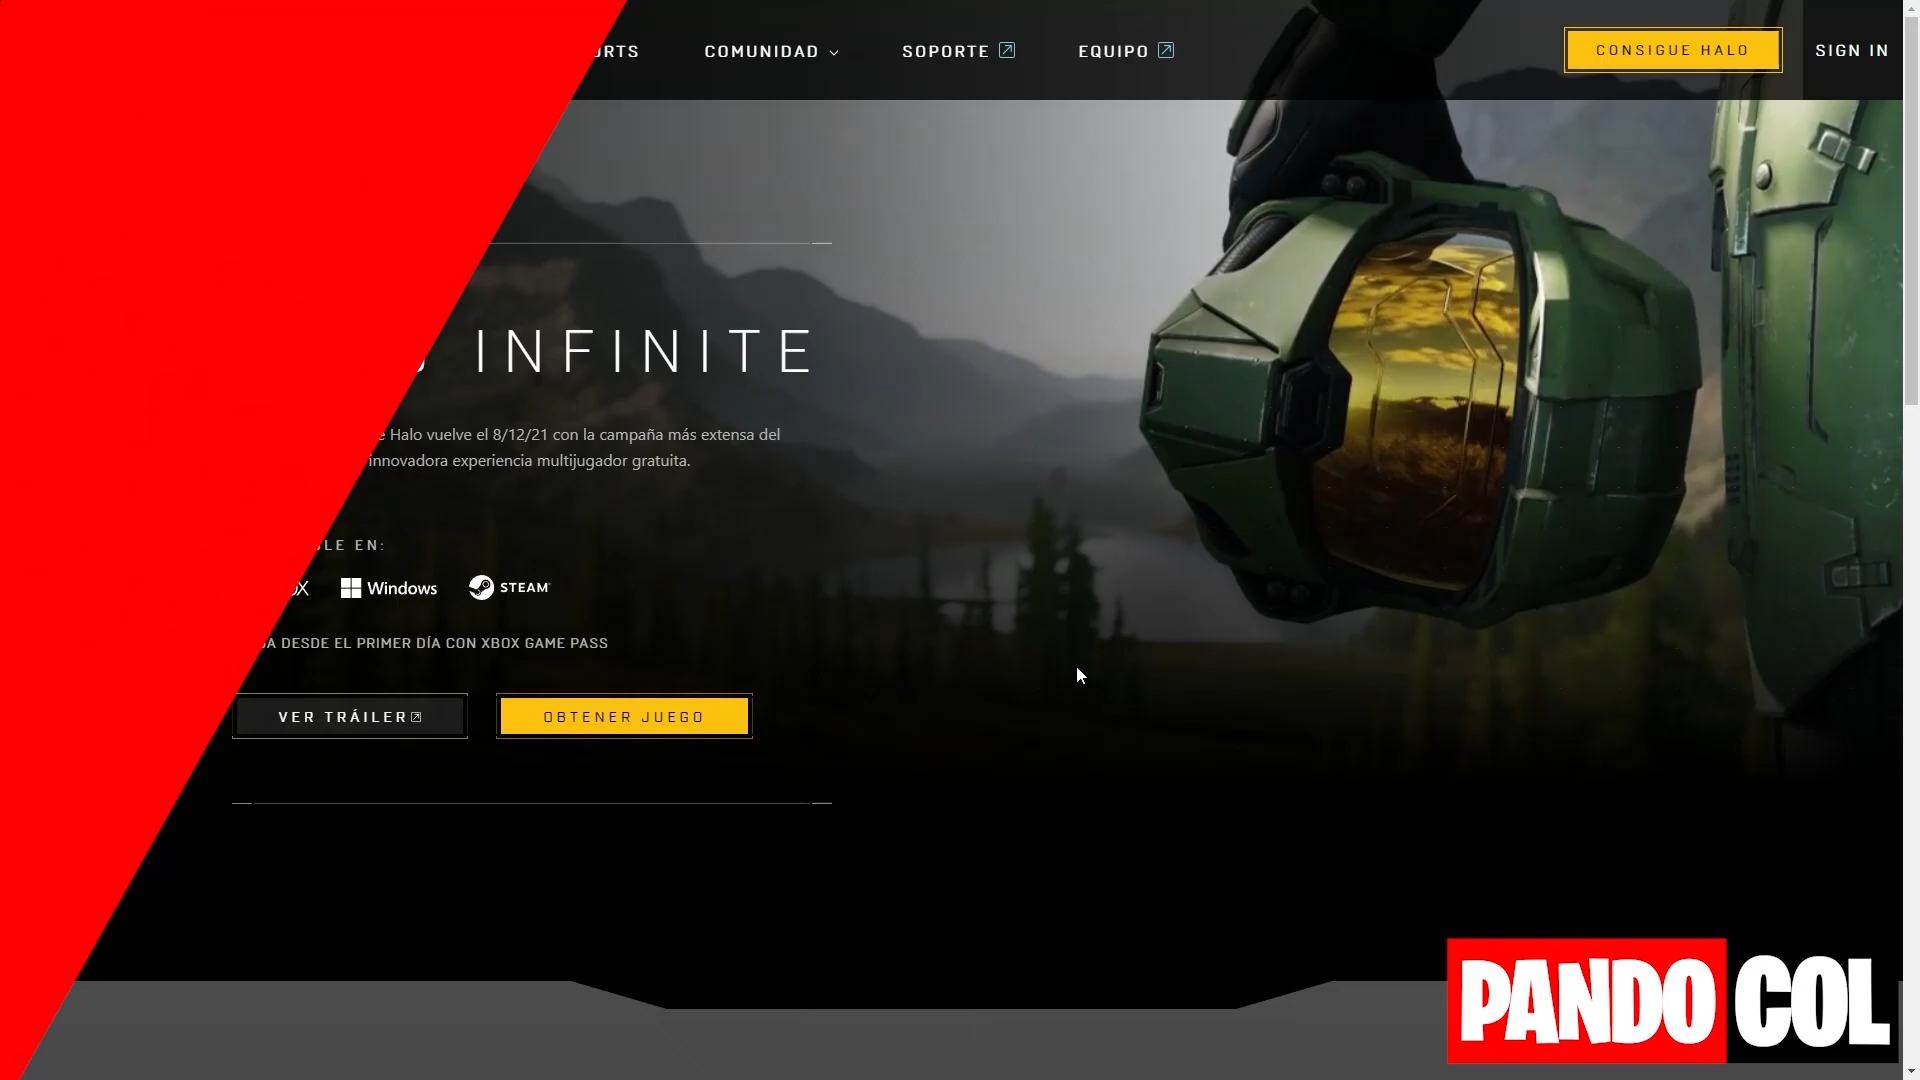 COMUNIDAD
SOPORTE
EQUIPO
CONSIGUE HALO
SIGN IN
INFINITE
Halo vuelve el 8/12/21 con la campaña más extensa del
innovadora experiencia multijugador gratuita.
EN:
Windows
STEAM
DESDE EL PRIMER DÍA CON XBOX GAME PASS
VER TRÁILER
OBTENER JUEGO
PANDO COL